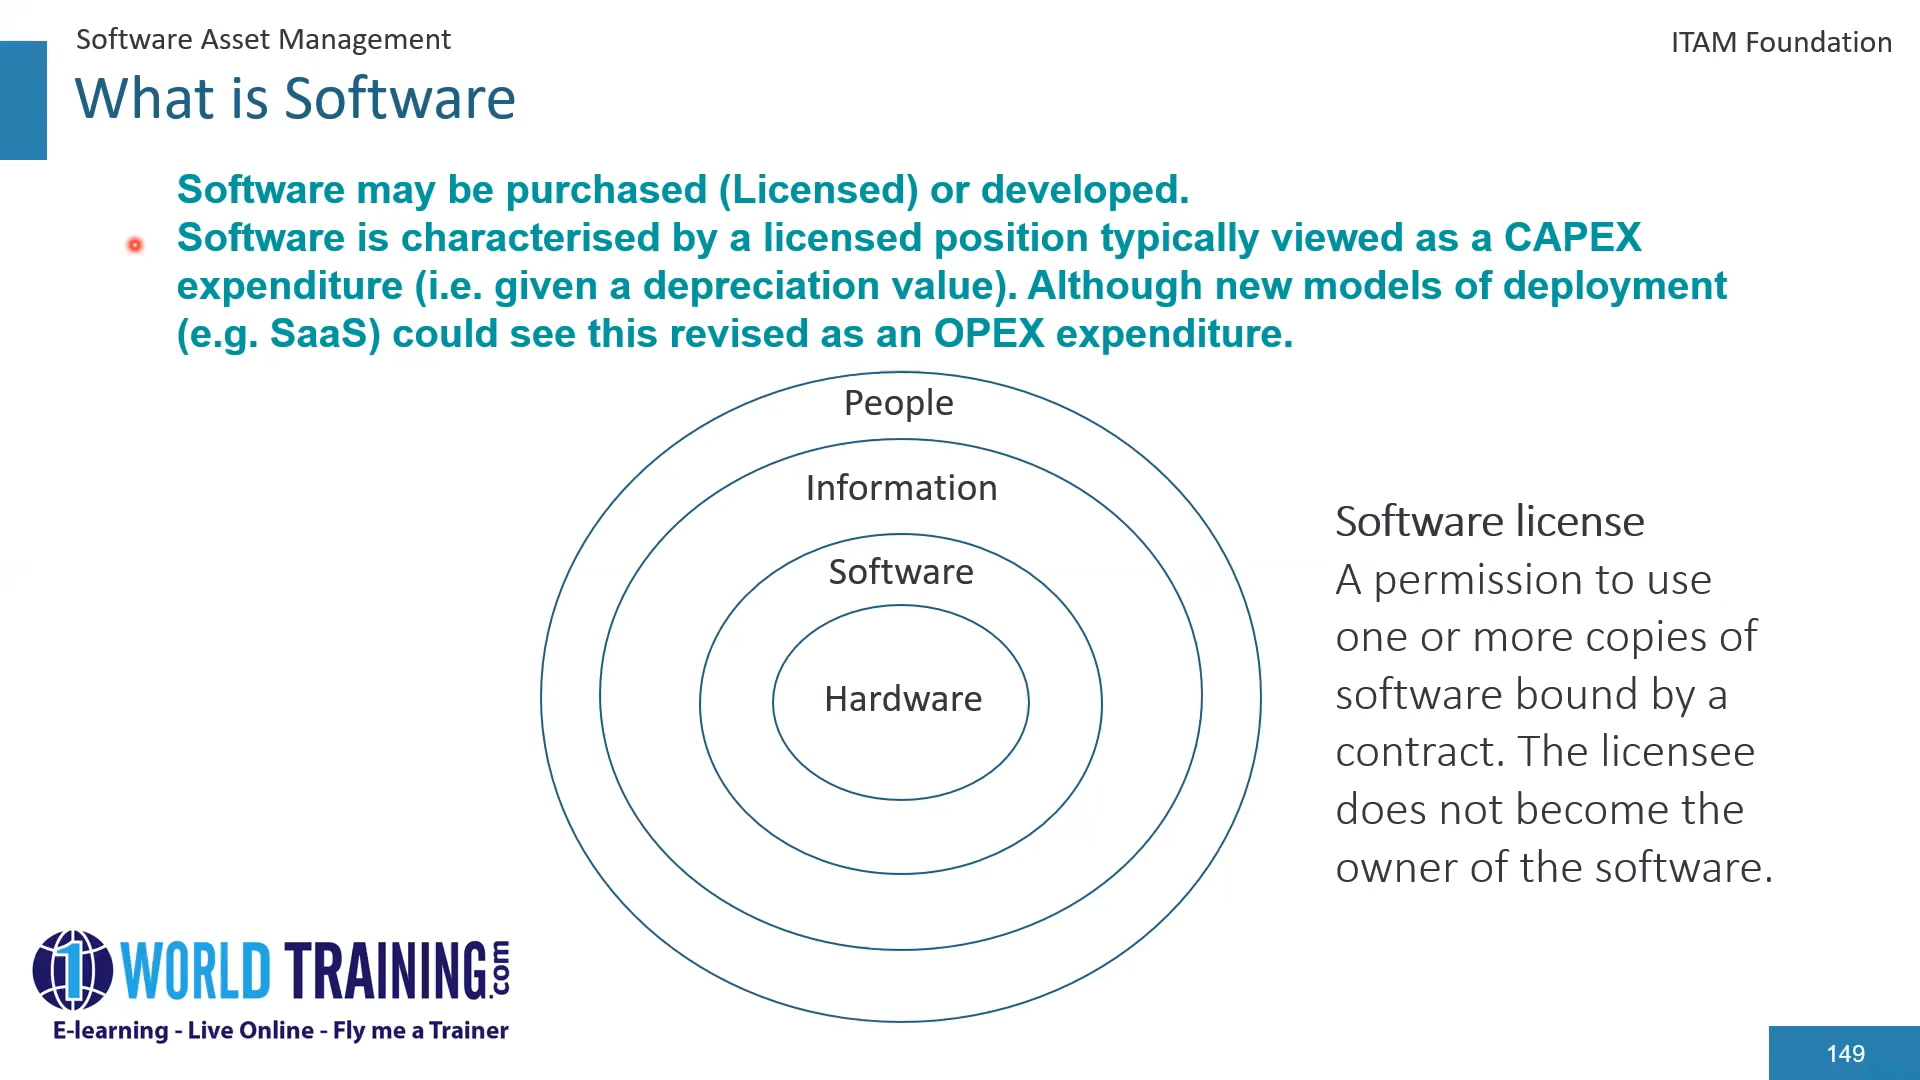 Software Asset Management
ITAM Foundation
What is Software
Software may be purchased (Licensed) or developed.
Software is characterised by a licensed position typically viewed as a CAPEX
expenditure (i.e. given a depreciation value). Although new models of deployment
(e.g. SaaS) could see this revised as an OPEX expenditure.
People
Information
Software
Hardware
Software license
A permission to use
one or more copies of
software bound by a
contract. The licensee
does not become the
owner of the software.
1 WORLD TRAINING.com
E-learning - Live Online - Fly me a Trainer
149